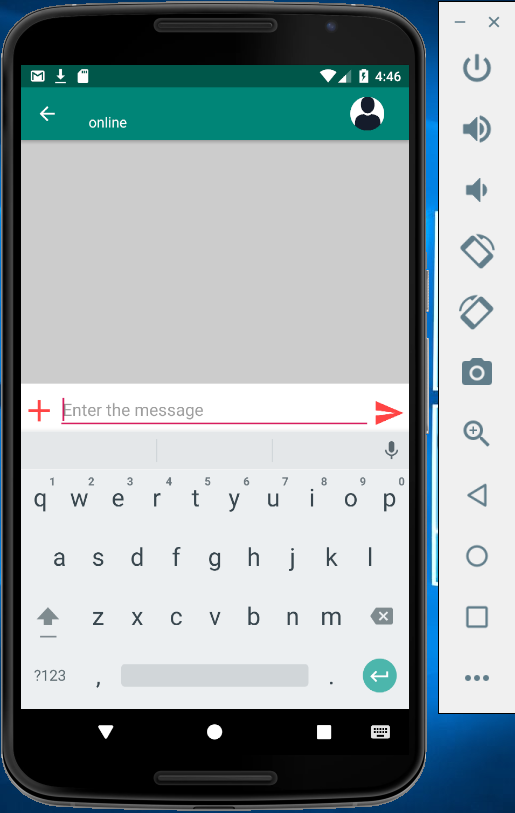 4:46
online
Enter the message
1 2 3 4 5 6 7 8 9 0
q w e r t y u i o p
a s d f g h j k l
z x c v b n m
?123 , .